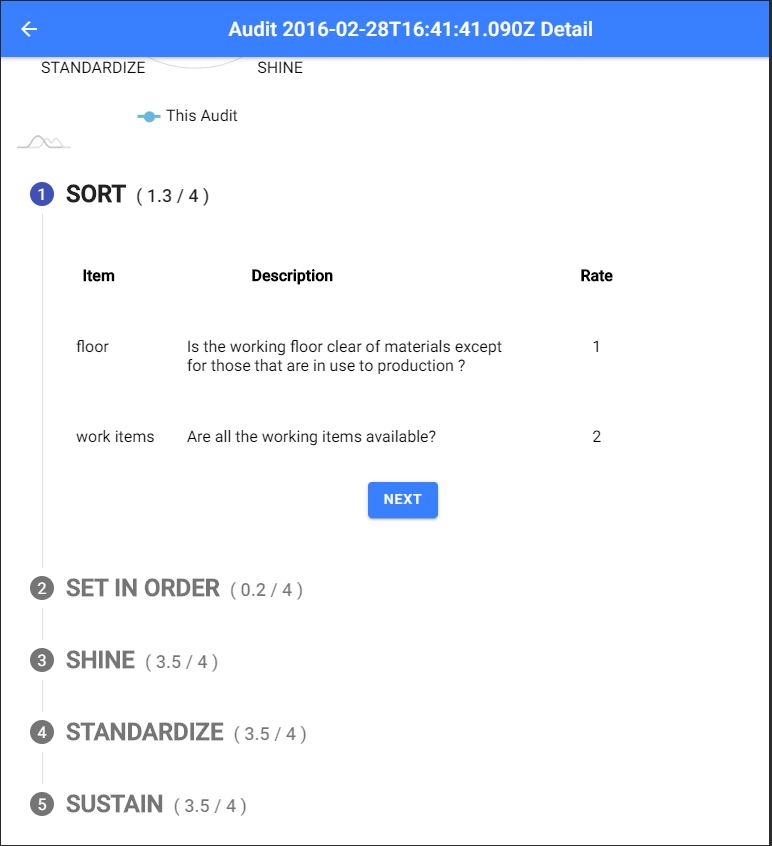 Audit 2016-02-28T16:41:41.090Z Detail
STANDARDIZE SHINE
This Audit
1 SORT ( 1.3 / 4 )
Item Description Rate
floor Is the working floor clear of materials except 1
for those that are in use to production ?
work items Are all the working items available? 2
NEXT
2 SET IN ORDER ( 0.2 / 4 )
3 SHINE ( 3.5 / 4 )
4 STANDARDIZE ( 3.5 / 4 )
5 SUSTAIN ( 3.5 / 4 )